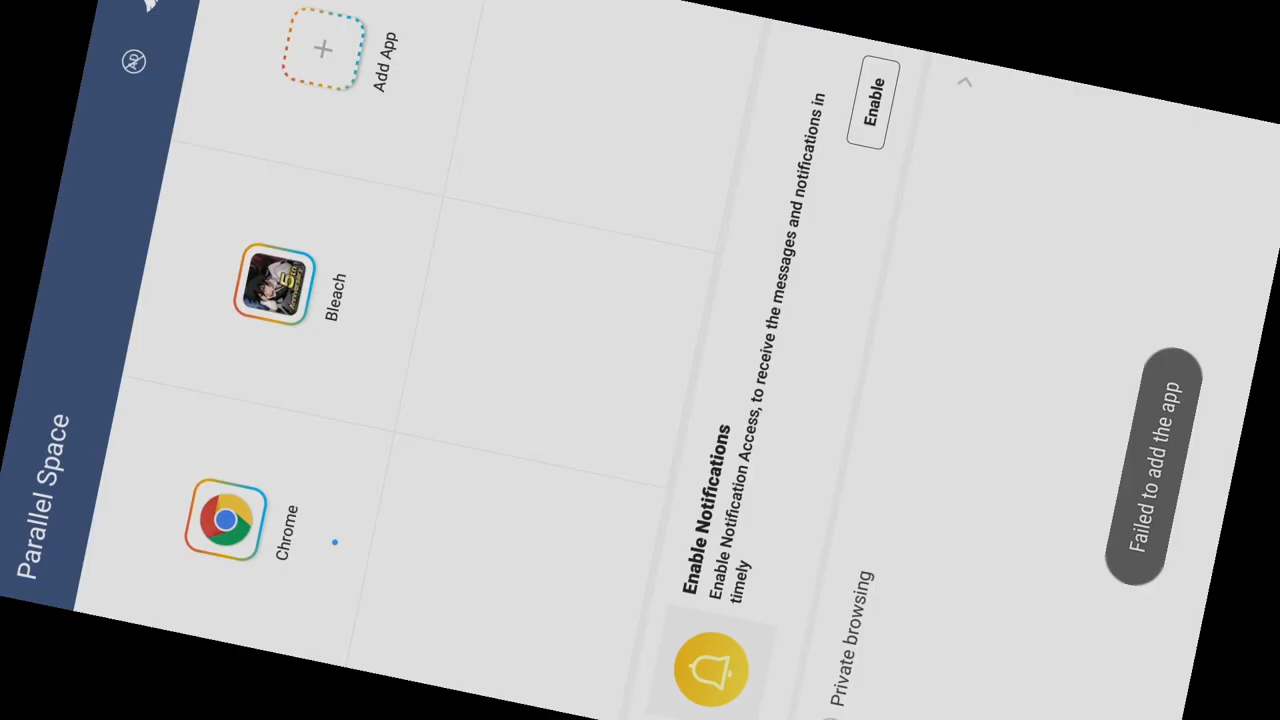 Parallel Space
AD
Chrome
Bleach
Add App
Enable Notifications
Enable Notification Access, to receive the messages and notifications in
timely
Enable
Private browsing
Failed to add the app